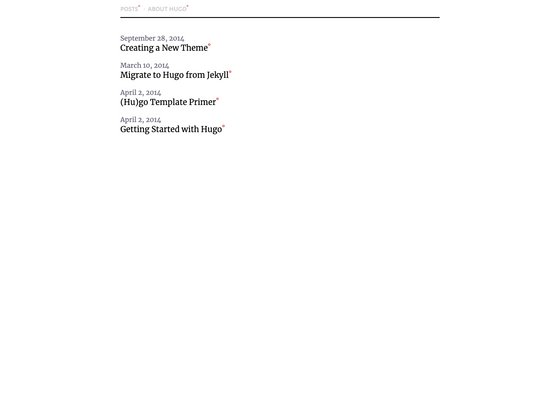 POSTS° · ABOUT HUGO°
September 28, 2014
Creating a New Theme°
March 10, 2014
Migrate to Hugo from Jekyll°
April 2, 2014
(Hu)go Template Primer°
April 2, 2014
Getting Started with Hugo°